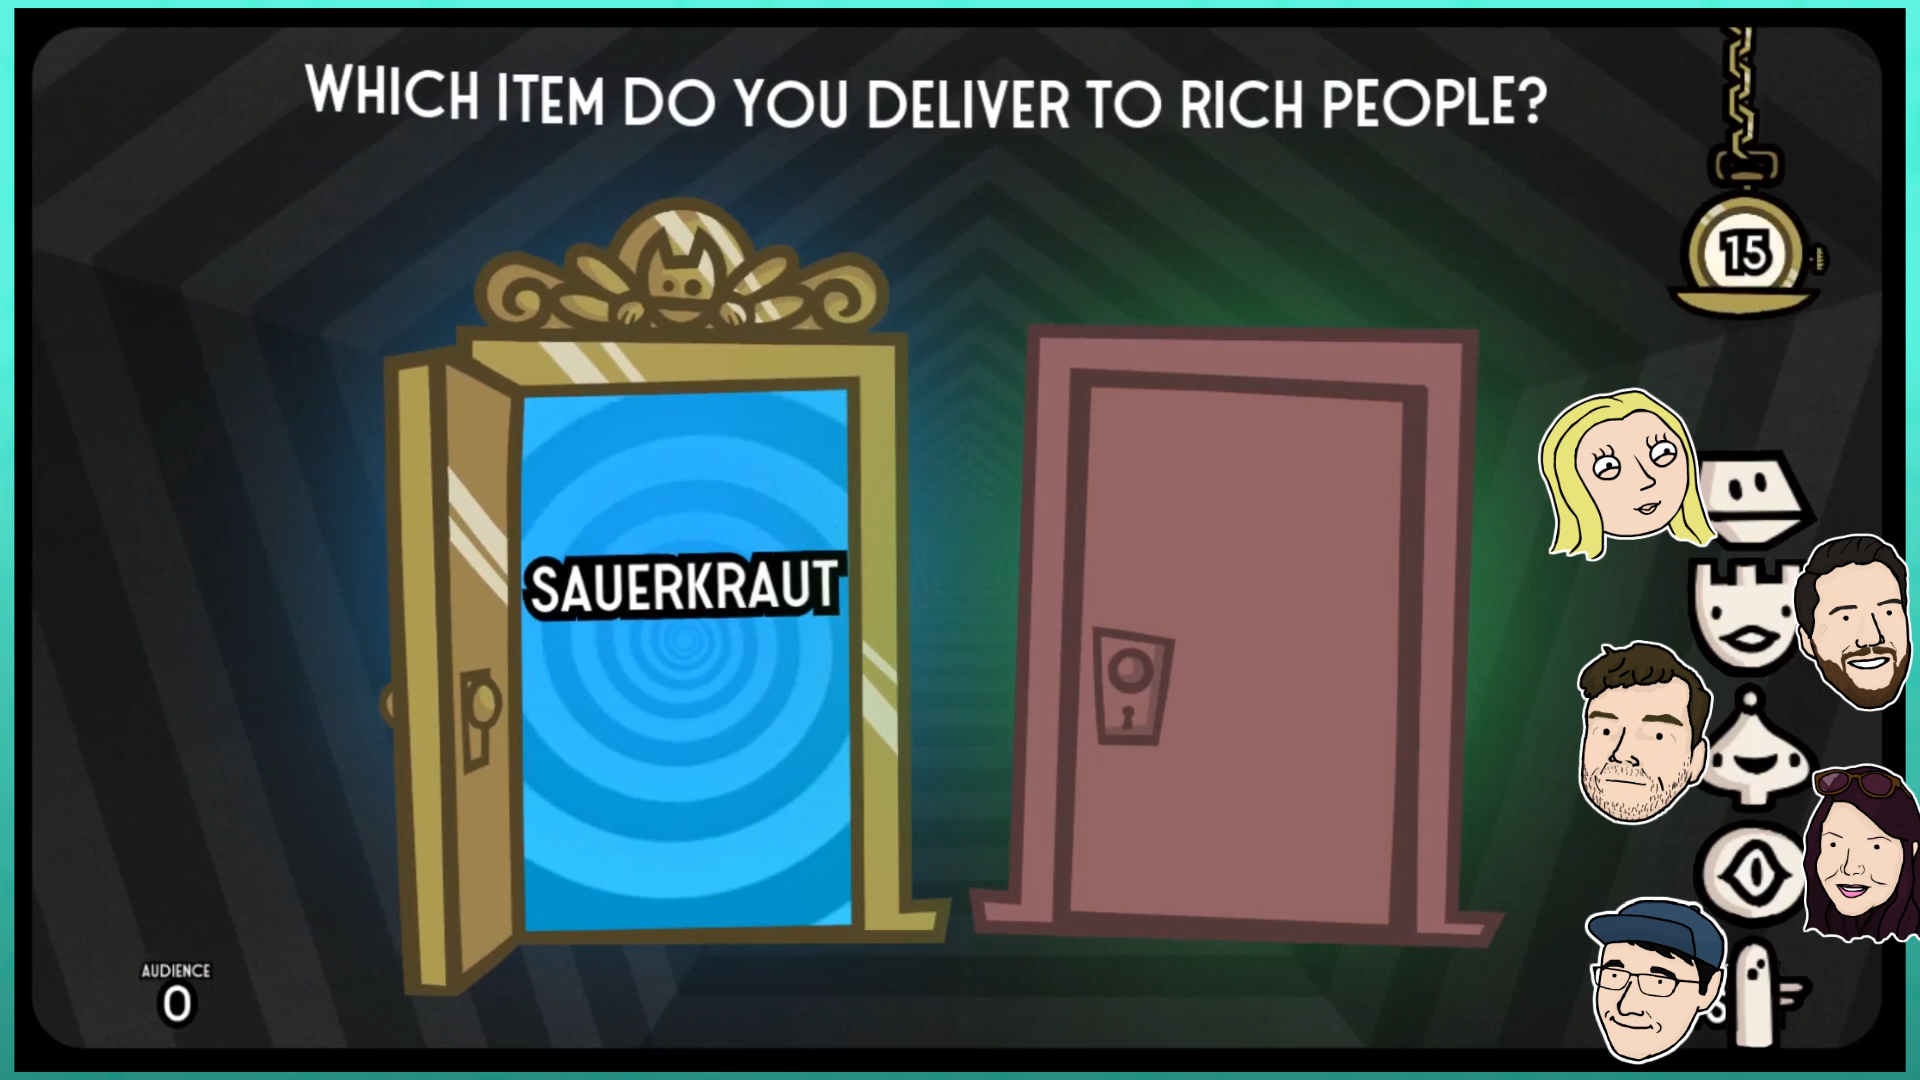 WHICH ITEM DO YOU DELIVER TO RICH PEOPLE?
15
SAUERKRAUT
AUDIENCE
0